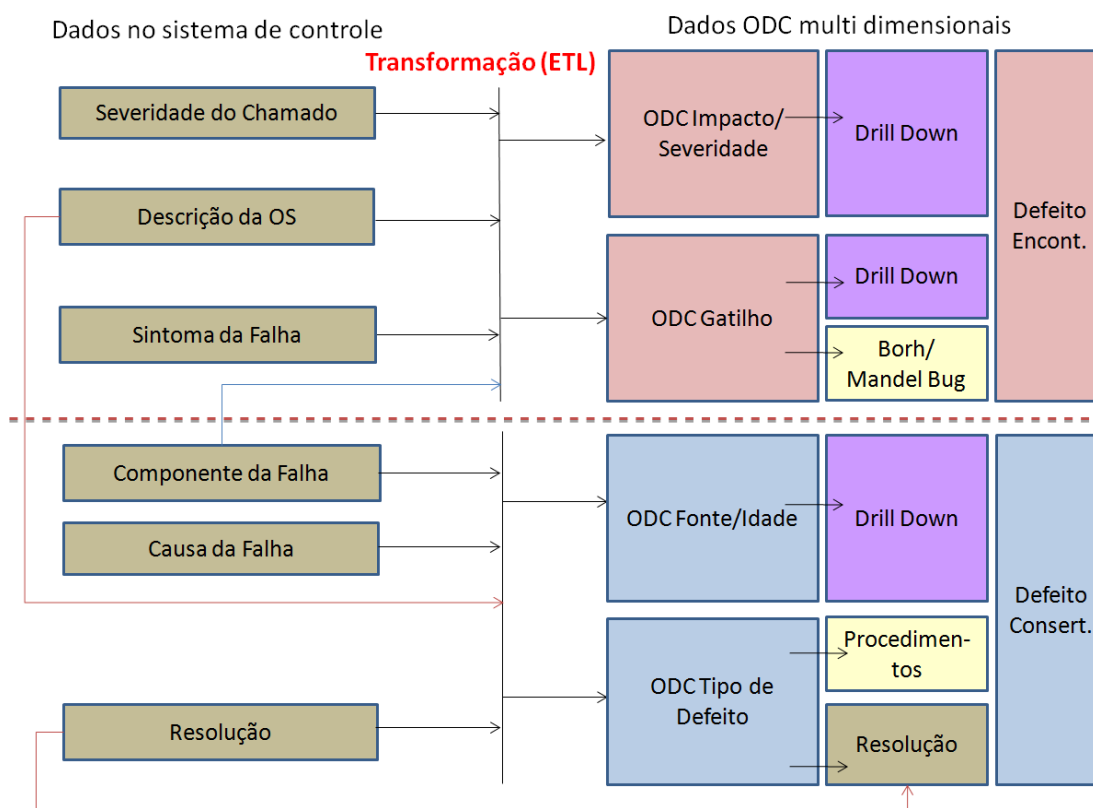 Dados no sistema de controle
Dados ODC multi dimensionais
Transformação (ETL)
Severidade do Chamado
ODC Impacto/
Severidade
Drill Down
Descrição da OS
Defeito
Encont.
Sintoma da Falha
ODC Gatilho
Drill Down
Borh/
Mandel Bug
Componente da Falha
ODC Fonte/Idade
Drill Down
Causa da Falha
Defeito
Consert.
Procedimen-
tos
ODC Tipo de
Defeito
Resolução
Resolução